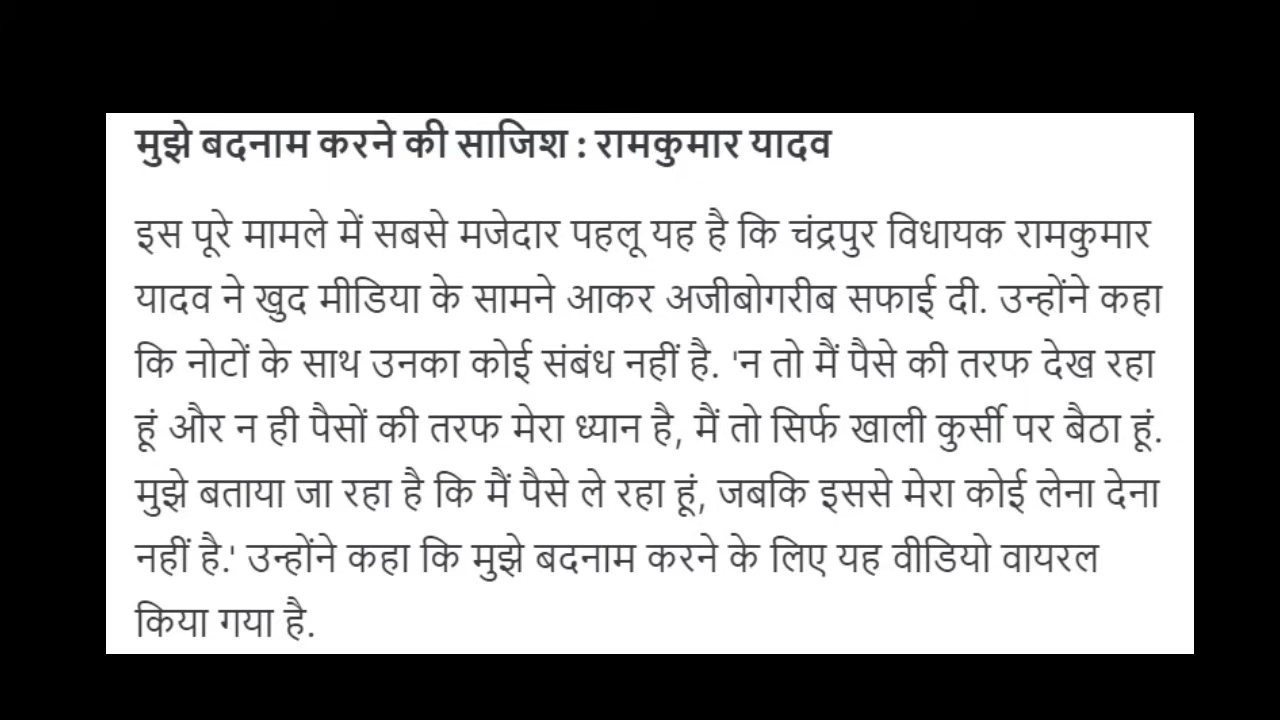 मुझे बदनाम करने की साजिश : रामकुमार यादव
इस पूरे मामले में सबसे मजेदार पहलू यह है कि चंद्रपुर विधायक रामकुमार
यादव ने खुद मीडिया के सामने आकर अजीबोगरीब सफाई दी. उन्होंने कहा
कि नोटों के साथ उनका कोई संबंध नहीं है. 'न तो मैं पैसे की तरफ देख रहा
हूं और न ही पैसों की तरफ मेरा ध्यान है, मैं तो सिर्फ खाली कुर्सी पर बैठा हूं.
मुझे बताया जा रहा है कि मैं पैसे ले रहा हूं, जबकि इससे मेरा कोई लेना देना
नहीं है.' उन्होंने कहा कि मुझे बदनाम करने के लिए यह वीडियो वायरल
किया गया है.